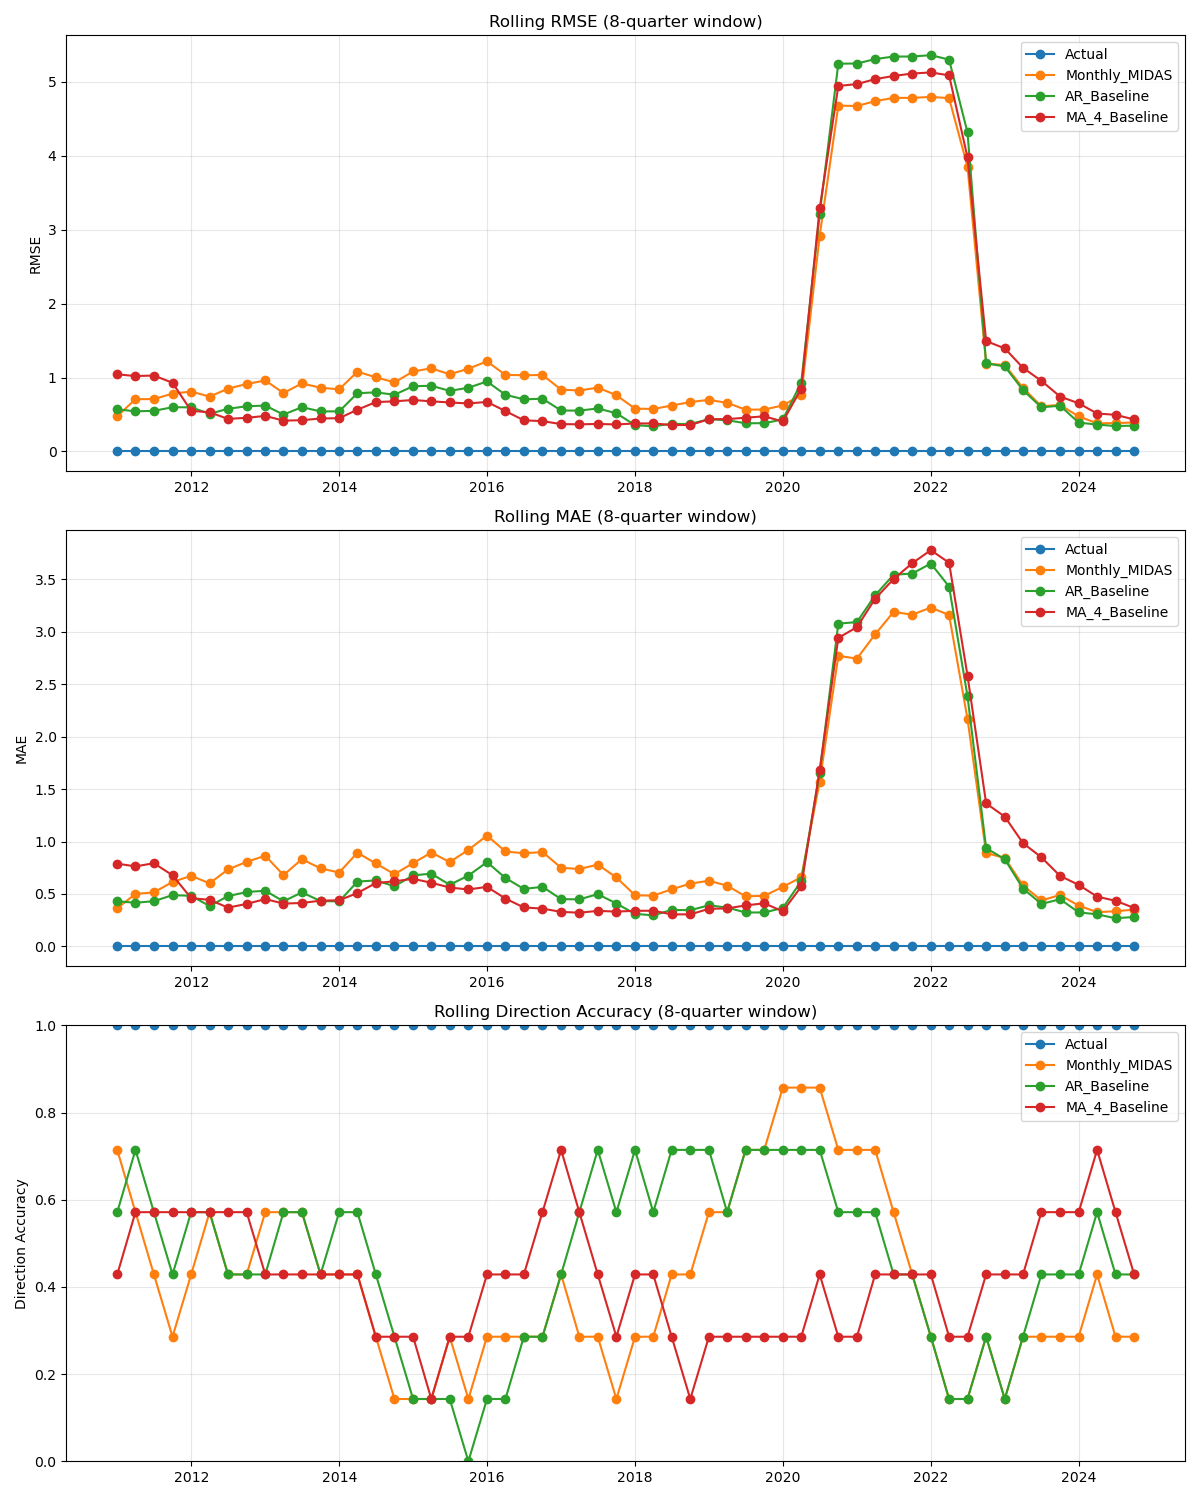 Rolling RMSE (8-quarter window)
RMSE
5
4
3
2
1
0
Actual
Monthly_MIDAS
AR_Baseline
MA_4_Baseline
2012 2014 2016 2018 2020 2022 2024
Rolling MAE (8-quarter window)
MAE
3.5
3.0
2.5
2.0
1.5
1.0
0.5
0.0
Actual
Monthly_MIDAS
AR_Baseline
MA_4_Baseline
2012 2014 2016 2018 2020 2022 2024
Rolling Direction Accuracy (8-quarter window)
Direction Accuracy
1.0
0.8
0.6
0.4
0.2
0.0
Actual
Monthly_MIDAS
AR_Baseline
MA_4_Baseline
2012 2014 2016 2018 2020 2022 2024